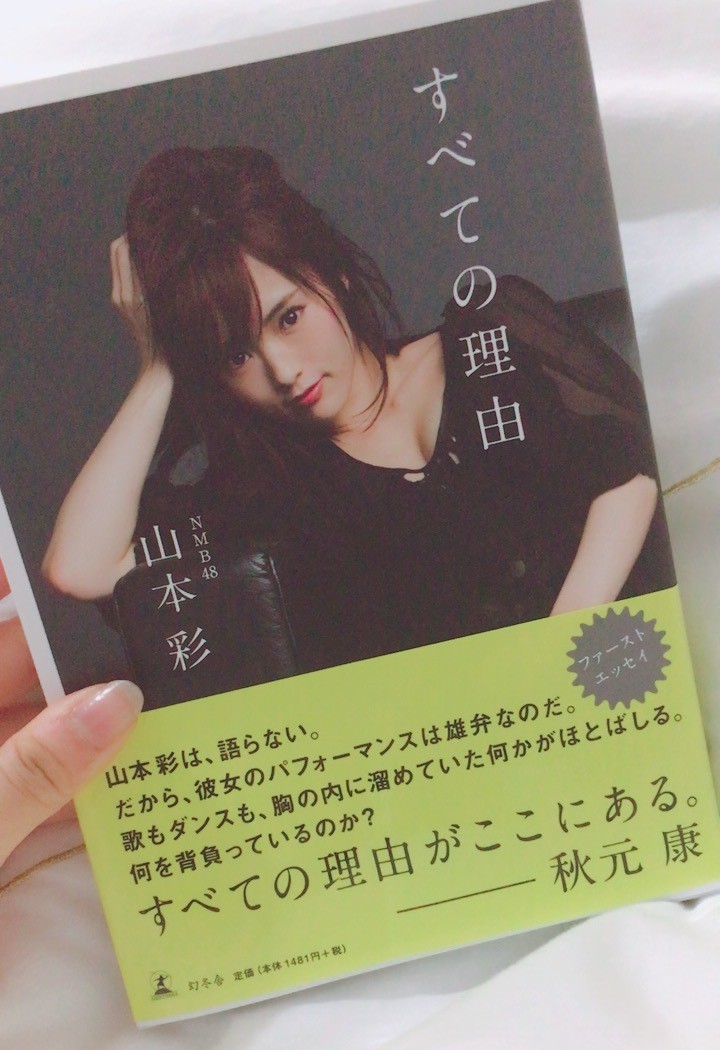 すべての理由
NMB48
山本 彩
ファースト
エッセイ
山本彩は、語らない。
だから、彼女のパフォーマンスは雄弁なのだ。
歌もダンスも、胸の内に溜めていた何かがほとばしる。
何を背負っているのか?
すべての理由がここにある。
――― 秋元 康
幻冬舎 定価(本体1481円+税)